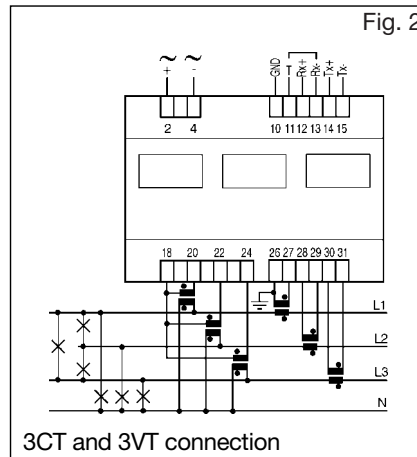 Fig. 2
~ ~
+ -
GND T Rx+ Rx- Tx+ Tx-
2 4 10 11 12 13 14 15
18 20 22 24 26 27 28 29 30 31
L1
L2
L3
N
3CT and 3VT connection